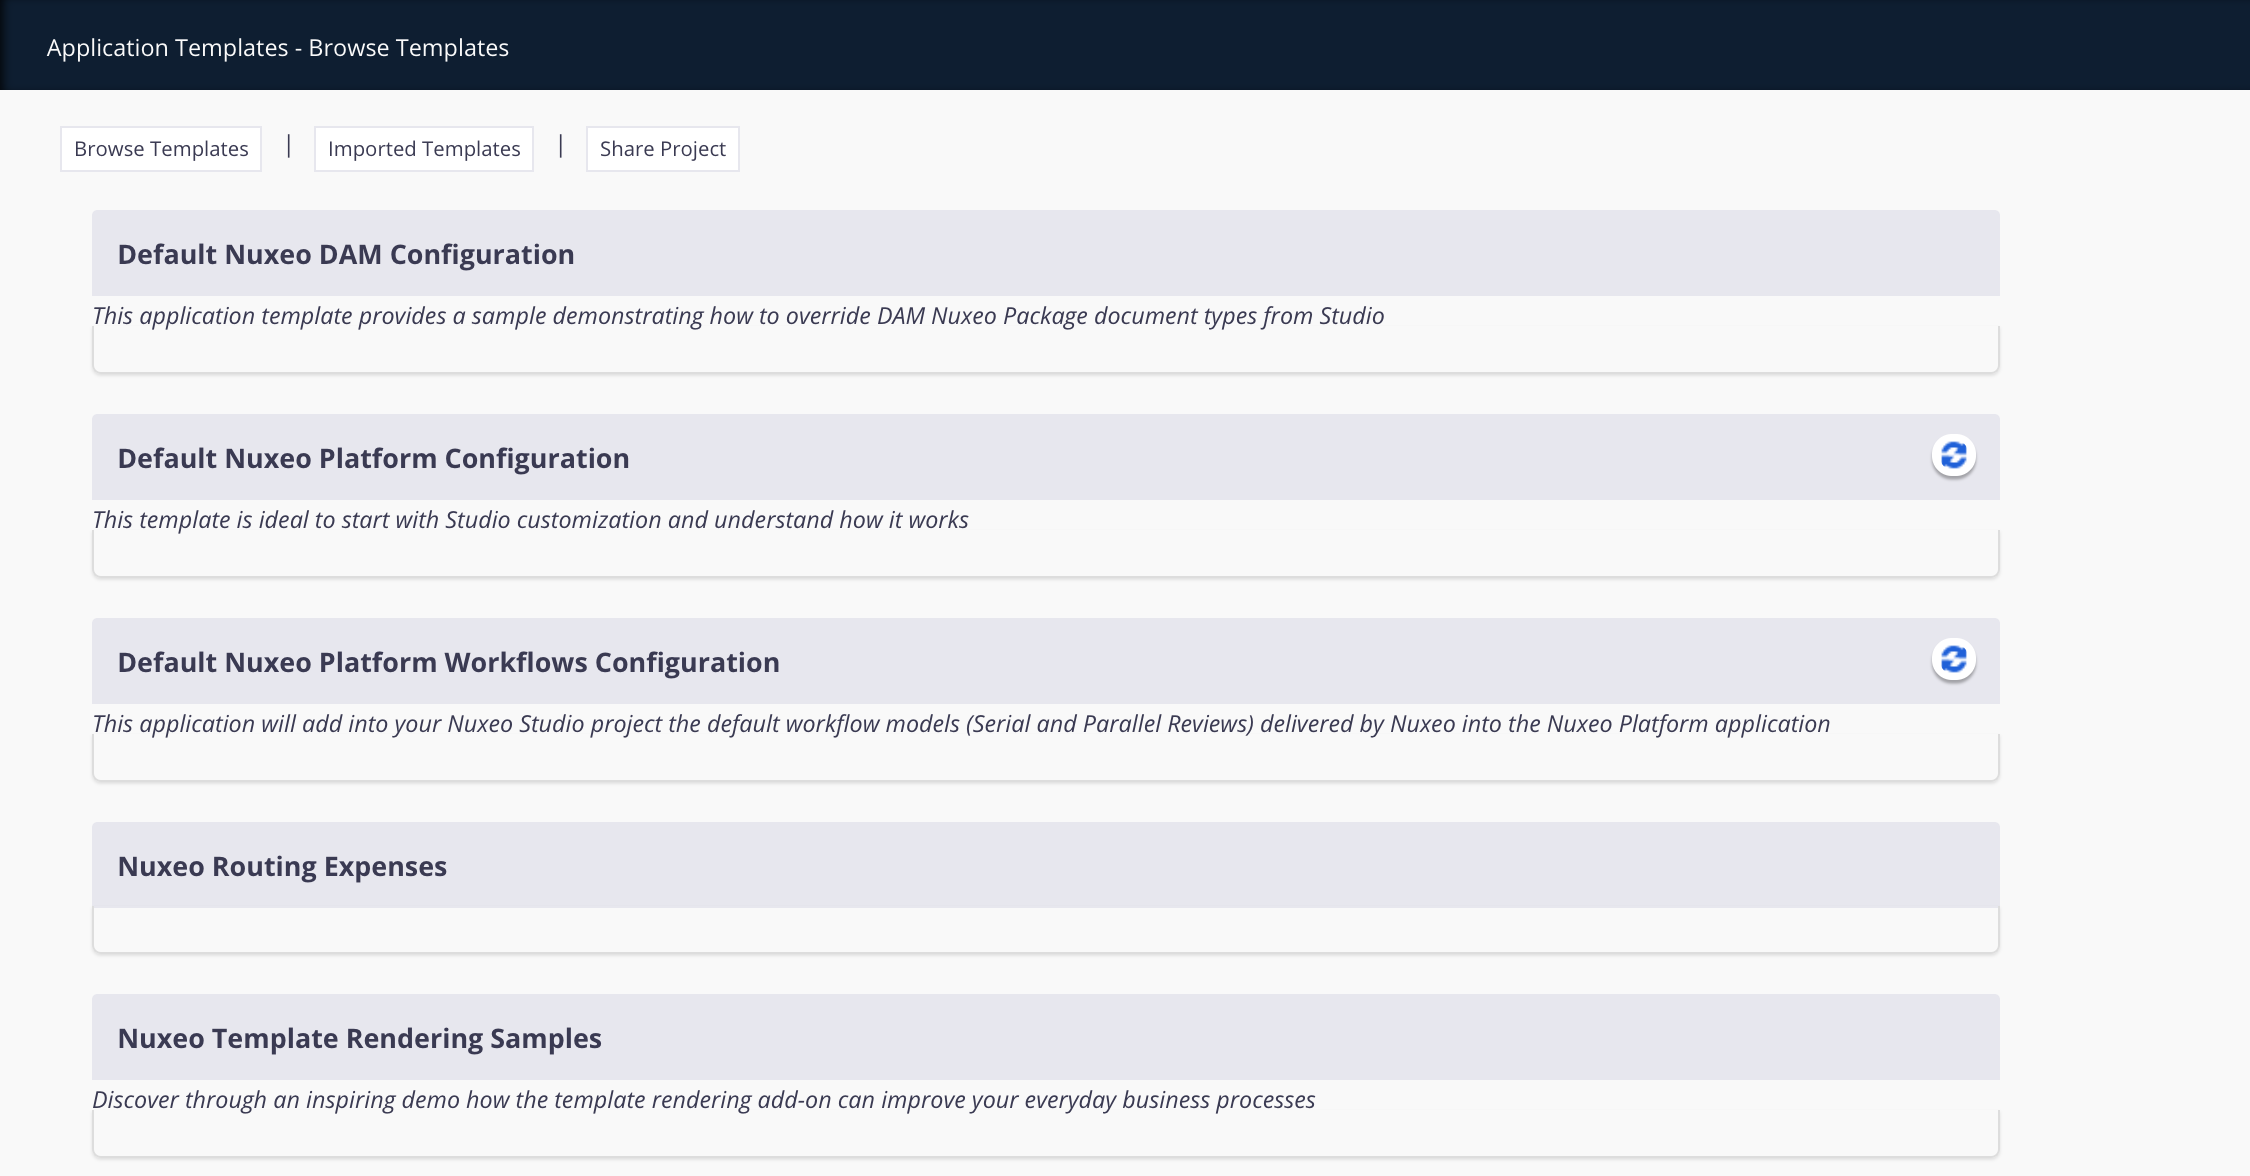 Application Templates - Browse Templates
Browse Templates | Imported Templates | Share Project
Default Nuxeo DAM Configuration
This application template provides a sample demonstrating how to override DAM Nuxeo Package document types from Studio
Default Nuxeo Platform Configuration
This template is ideal to start with Studio customization and understand how it works
Default Nuxeo Platform Workflows Configuration
This application will add into your Nuxeo Studio project the default workflow models (Serial and Parallel Reviews) delivered by Nuxeo into the Nuxeo Platform application
Nuxeo Routing Expenses
Nuxeo Template Rendering Samples
Discover through an inspiring demo how the template rendering add-on can improve your everyday business processes